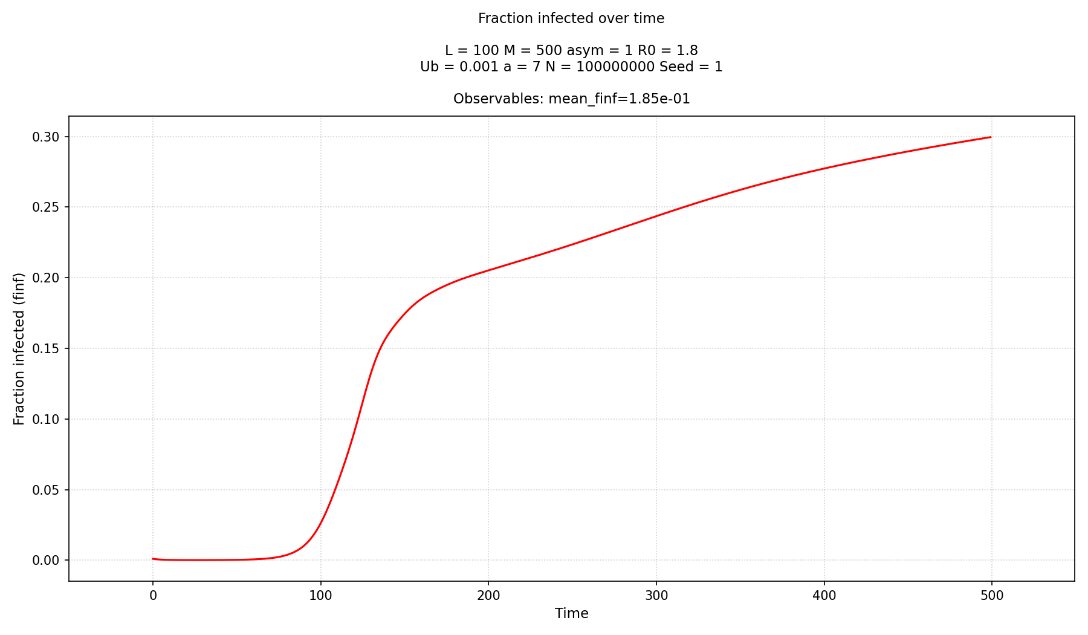 Fraction infected over time
L = 100 M = 500 asym = 1 R0 = 1.8
Ub = 0.001 a = 7 N = 100000000 Seed = 1
Observables: mean_finf=1.85e-01
Fraction infected (finf)
0.30
0.25
0.20
0.15
0.10
0.05
0.00
0 100 200 300 400 500
Time